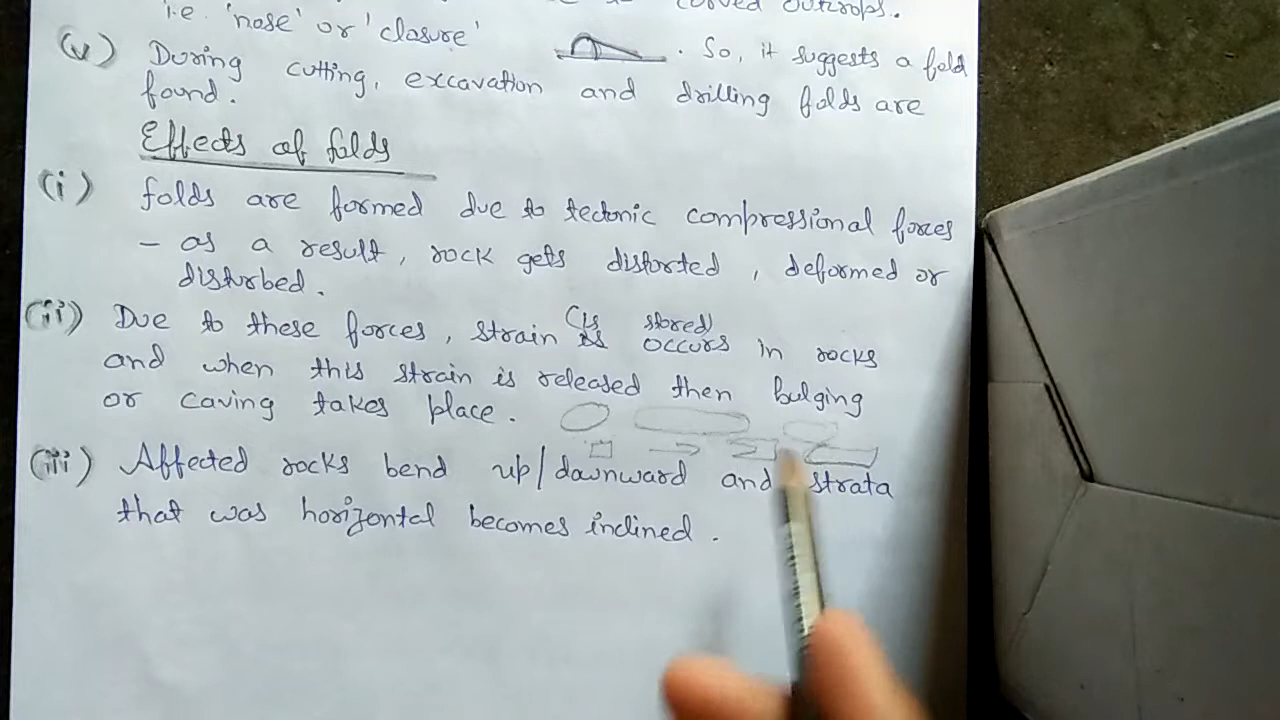 curved outcrops.
i.e. 'nose' or 'closure'
. So, it suggests a fold
(v) During cutting, excavation and drilling folds are
found.
Effects of folds
(i) folds are formed due to tectonic compressional forces
- as a result, rock gets distorted, deformed or
disturbed.
(is stored)
(ii) Due to these forces, strain is occurs in rocks
and when this strain is released then bulging
or caving takes place.
(iii) Affected rocks bend up/downward and strata
that was horizontal becomes inclined.